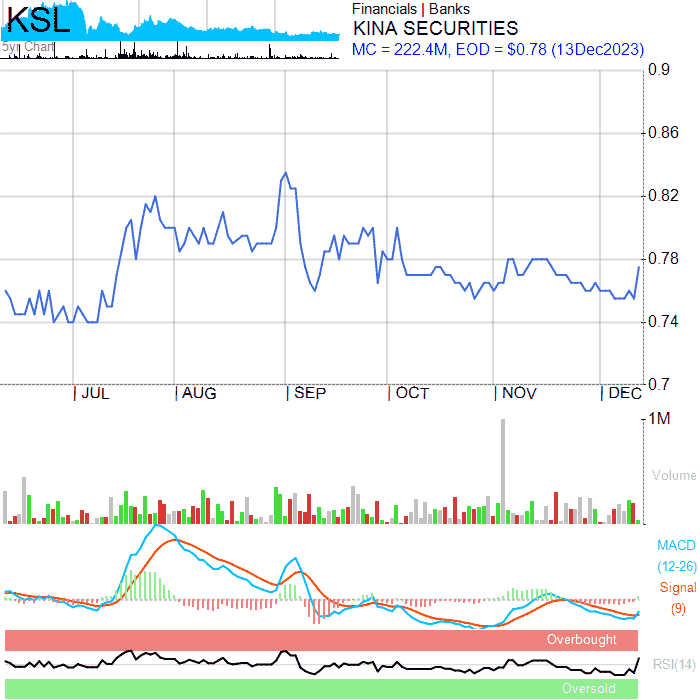 KSL
5yr Chart
Financials | Banks
KINA SECURITIES
MC = 222.4M, EOD = $0.78 (13Dec2023)
0.9
0.86
0.82
0.78
0.74
0.7
JUL AUG SEP OCT NOV DEC
1M
Volume
MACD
(12-26)
Signal
(9)
Overbought
RSI(14)
Oversold